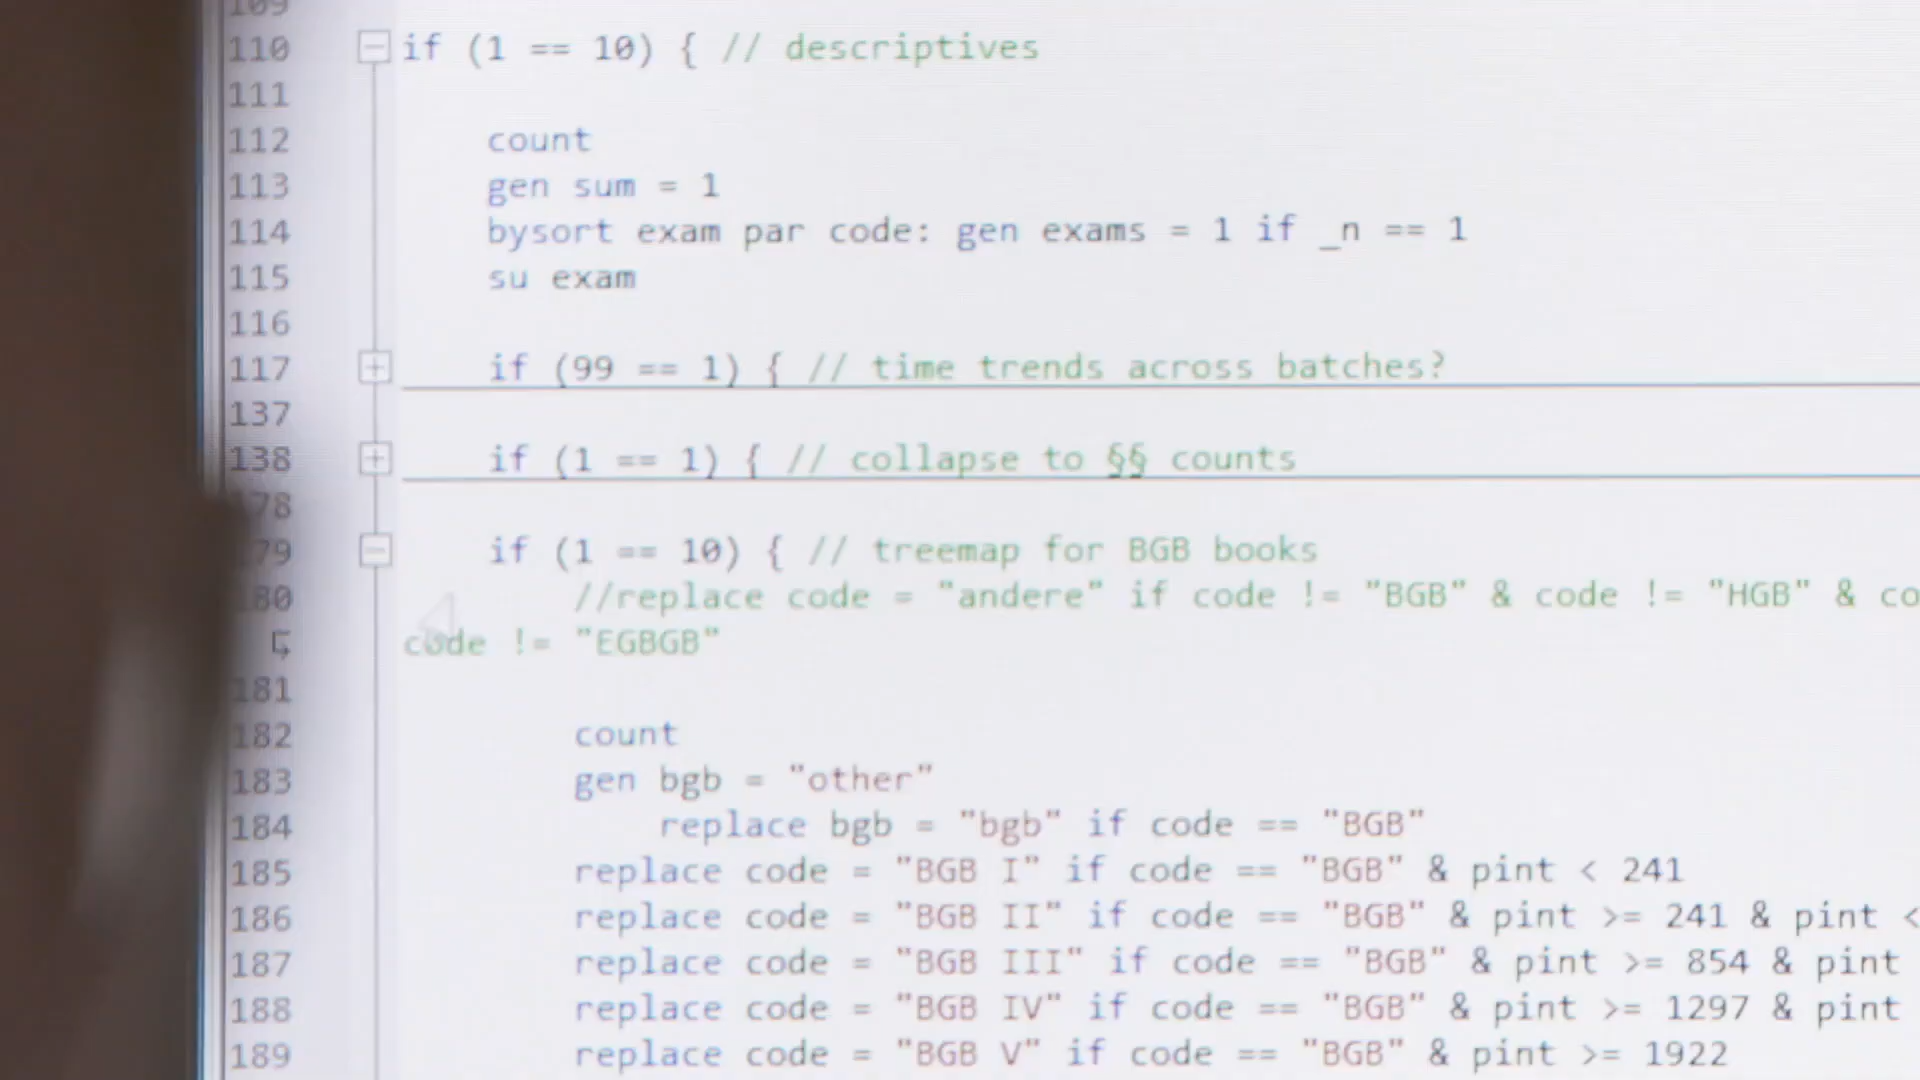 109
110 if (1 == 10) { // descriptives
111
112 count
113 gen sum = 1
114 bysort exam par code: gen exams = 1 if _n == 1
115 su exam
116
117 if (99 == 1) { // time trends across batches?
137
138 if (1 == 1) { // collapse to §§ counts
78
79 if (1 == 10) { // treemap for BGB books
180 //replace code = "andere" if code != "BGB" & code != "HGB" & co
code != "EGBGB"
181
182 count
183 gen bgb = "other"
184 replace bgb = "bgb" if code == "BGB"
185 replace code = "BGB I" if code == "BGB" & pint < 241
186 replace code = "BGB II" if code == "BGB" & pint >= 241 & pint <
187 replace code = "BGB III" if code == "BGB" & pint >= 854 & pint
188 replace code = "BGB IV" if code == "BGB" & pint >= 1297 & pint
189 replace code = "BGB V" if code == "BGB" & pint >= 1922